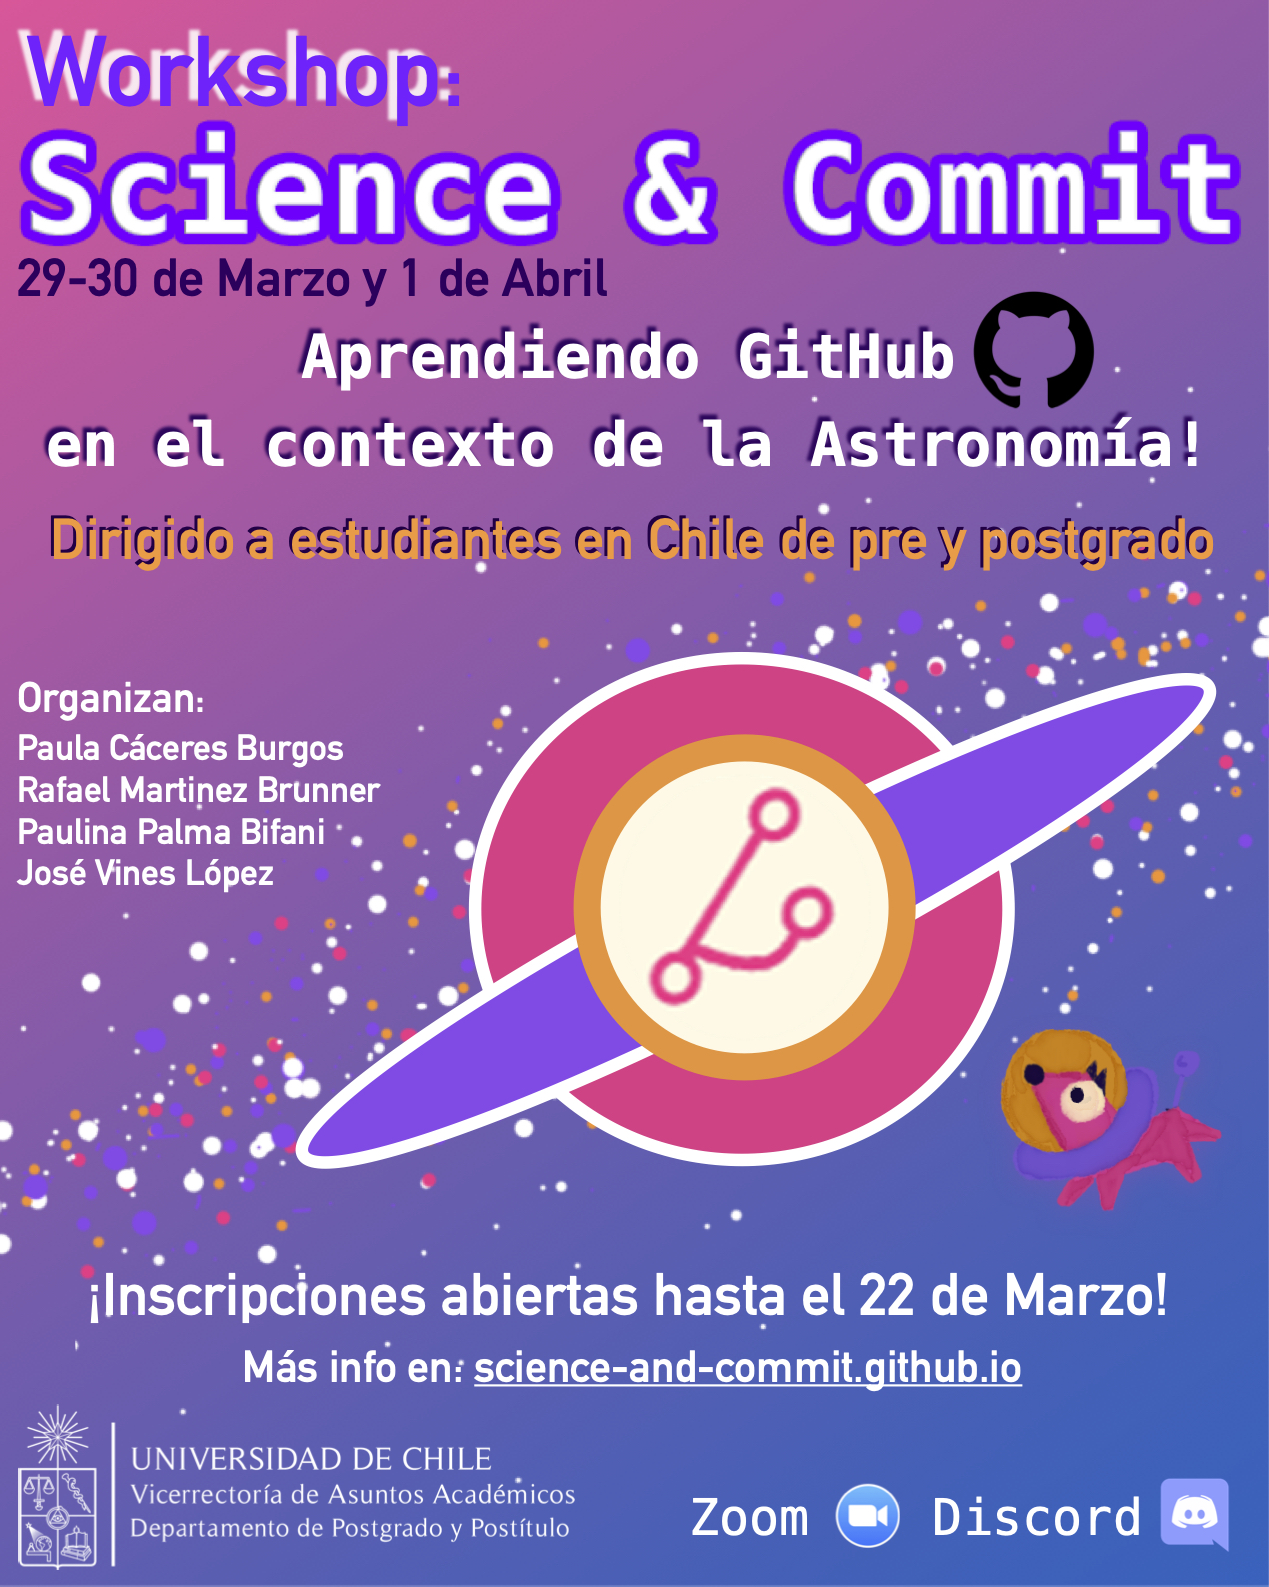 Workshop:
Science & Commit
29-30 de Marzo y 1 de Abril
Aprendiendo GitHub
en el contexto de la Astronomía!
Dirigido a estudiantes en Chile de pre y postgrado
Organizan:
Paula Cáceres Burgos
Rafael Martinez Brunner
Paulina Palma Bifani
José Vines López
¡Inscripciones abiertas hasta el 22 de Marzo!
Más info en: science-and-commit.github.io
UNIVERSIDAD DE CHILE
Vicerrectoría de Asuntos Académicos
Departamento de Postgrado y Postítulo
Zoom Discord